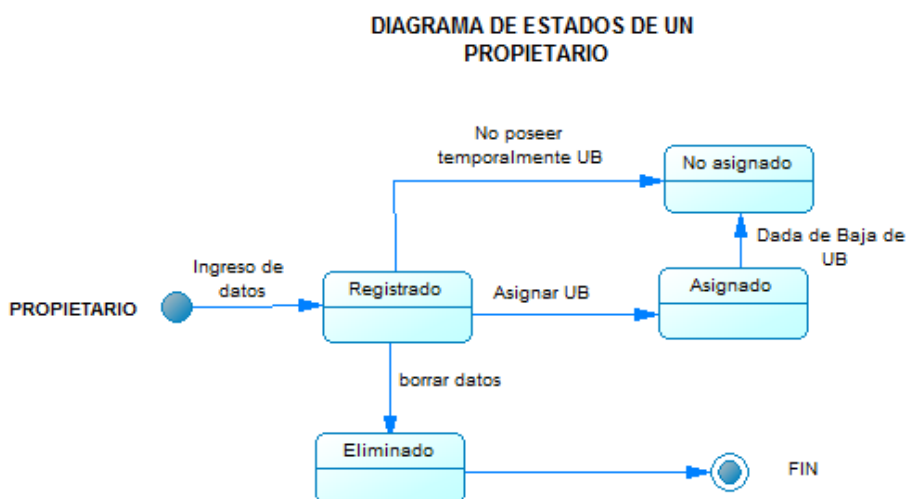 DIAGRAMA DE ESTADOS DE UN
PROPIETARIO
No poseer
temporalmente UB
No asignado
Dada de Baja de
UB
Ingreso de
datos
PROPIETARIO
Registrado
Asignar UB
Asignado
borrar datos
Eliminado
FIN